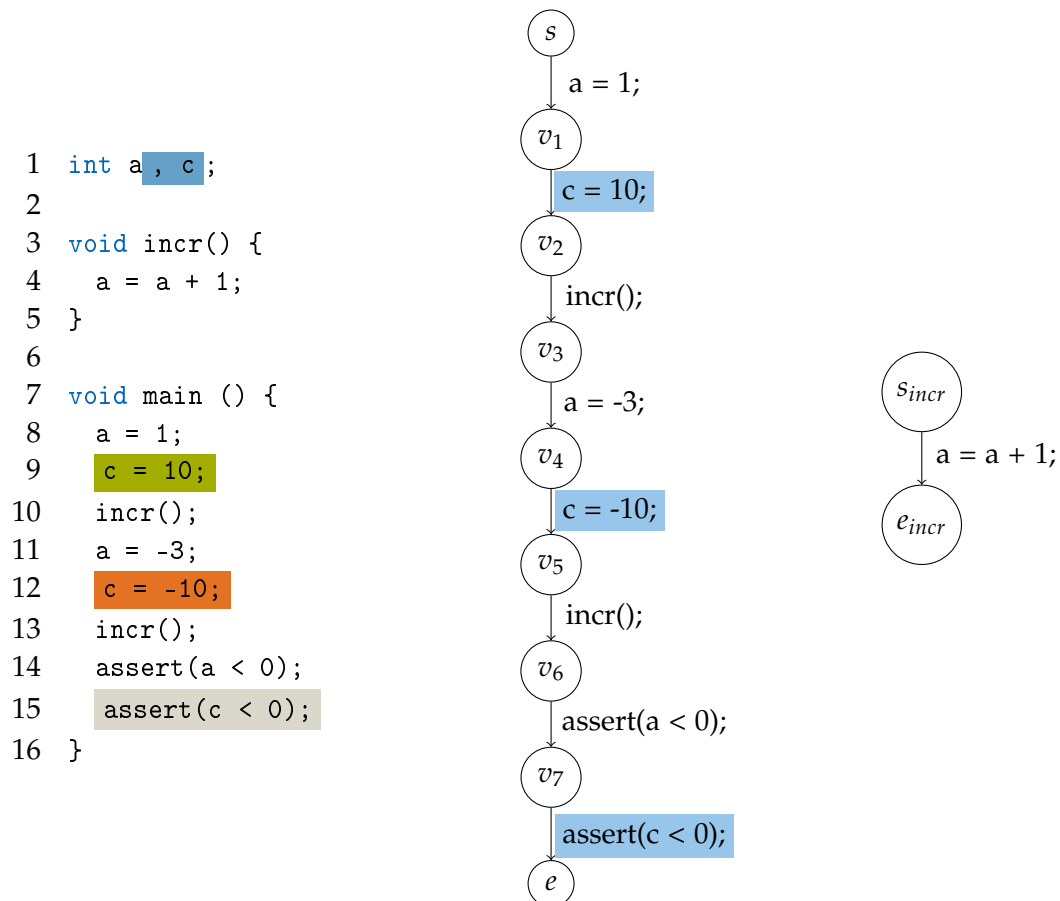 1 int a , c ;
2
3 void incr() {
4 a = a + 1;
5 }
6
7 void main () {
8 a = 1;
9 c = 10;
10 incr();
11 a = -3;
12 c = -10;
13 incr();
14 assert(a < 0);
15 assert(c < 0);
16 }
s
a = 1;
v1
c = 10;
v2
incr();
v3
a = -3;
v4
c = -10;
v5
incr();
v6
assert(a < 0);
v7
assert(c < 0);
e
sincr
a = a + 1;
eincr